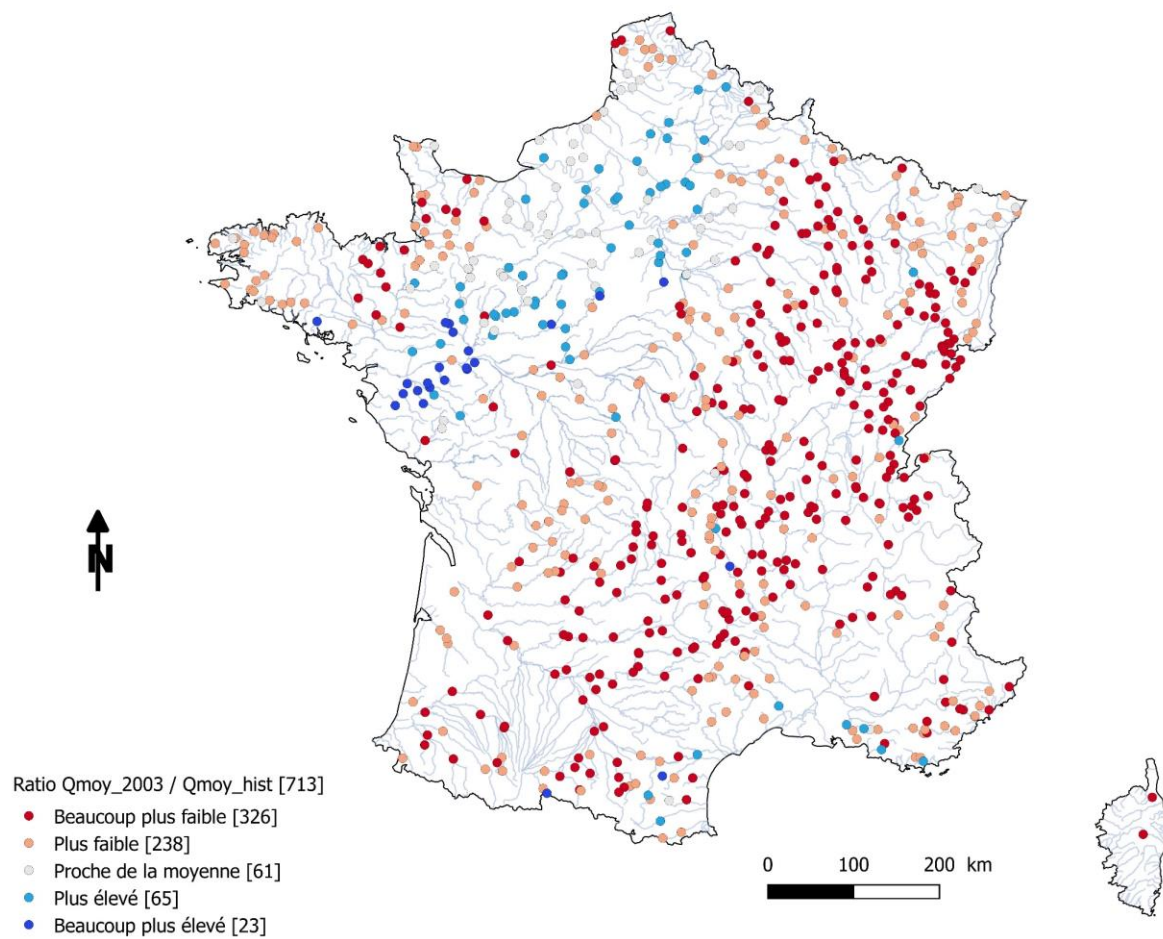 N
Ratio Qmoy_2003 / Qmoy_hist [713]
Beaucoup plus faible [326]
Plus faible [238]
Proche de la moyenne [61]
Plus élevé [65]
Beaucoup plus élevé [23]
0 100 200 km